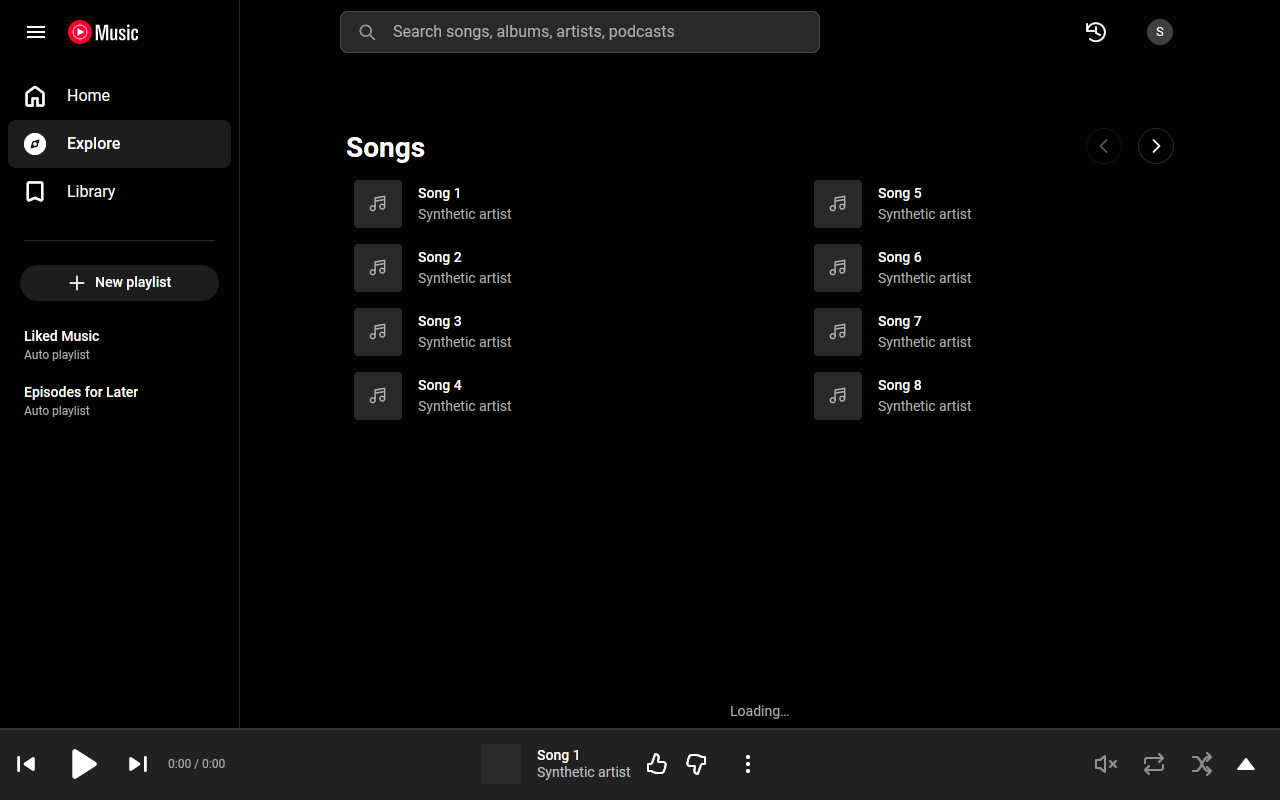 Music
Search songs, albums, artists, podcasts
S
Home
Explore
Library
New playlist
Liked Music
Auto playlist
Episodes for Later
Auto playlist
Songs
Song 1
Synthetic artist
Song 2
Synthetic artist
Song 3
Synthetic artist
Song 4
Synthetic artist
Song 5
Synthetic artist
Song 6
Synthetic artist
Song 7
Synthetic artist
Song 8
Synthetic artist
Loading…
0:00 / 0:00
Song 1
Synthetic artist